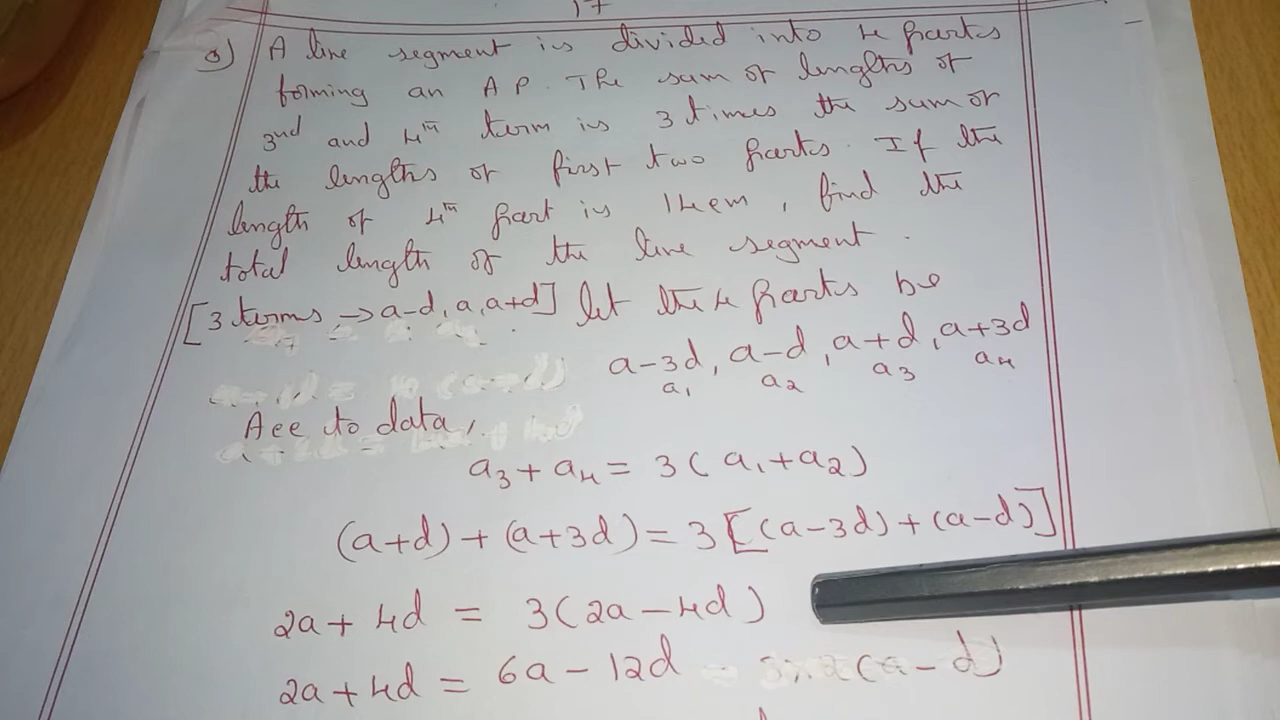 17
8) A line segment is divided into 4 parts
forming an AP. The sum of lengths of
3rd and 4th term is 3 times the sum of
the lengths of first two parts. If the
length of 4th part is 14cm, find the
total length of the line segment.
[3 terms → a-d, a, a+d] let the 4 parts be
a-3d, a-d, a+d, a+3d
a₁ a₂ a₃ a₄
Acc to data,
a₃ + a₄ = 3(a₁+a₂)
(a+d) + (a+3d) = 3[(a-3d) + (a-d)]
2a + 4d = 3(2a - 4d)
2a + 4d = 6a - 12d